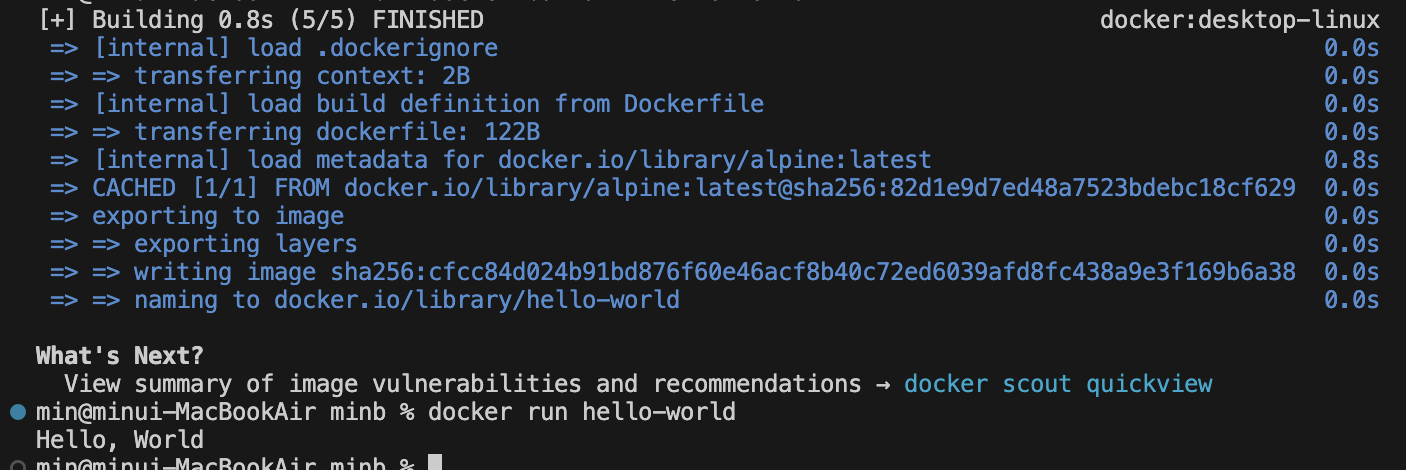 [+] Building 0.8s (5/5) FINISHED docker:desktop-linux
=> [internal] load .dockerignore 0.0s
=> => transferring context: 2B 0.0s
=> [internal] load build definition from Dockerfile 0.0s
=> => transferring dockerfile: 122B 0.0s
=> [internal] load metadata for docker.io/library/alpine:latest 0.8s
=> CACHED [1/1] FROM docker.io/library/alpine:latest@sha256:82d1e9d7ed48a7523bdebc18cf629 0.0s
=> exporting to image 0.0s
=> => exporting layers 0.0s
=> => writing image sha256:cfcc84d024b91bd876f60e46acf8b40c72ed6039afd8fc438a9e3f169b6a38 0.0s
=> => naming to docker.io/library/hello-world 0.0s
What's Next?
View summary of image vulnerabilities and recommendations → docker scout quickview
min@minui-MacBookAir minb % docker run hello-world
Hello, World
min@minui-MacBookAir minb %